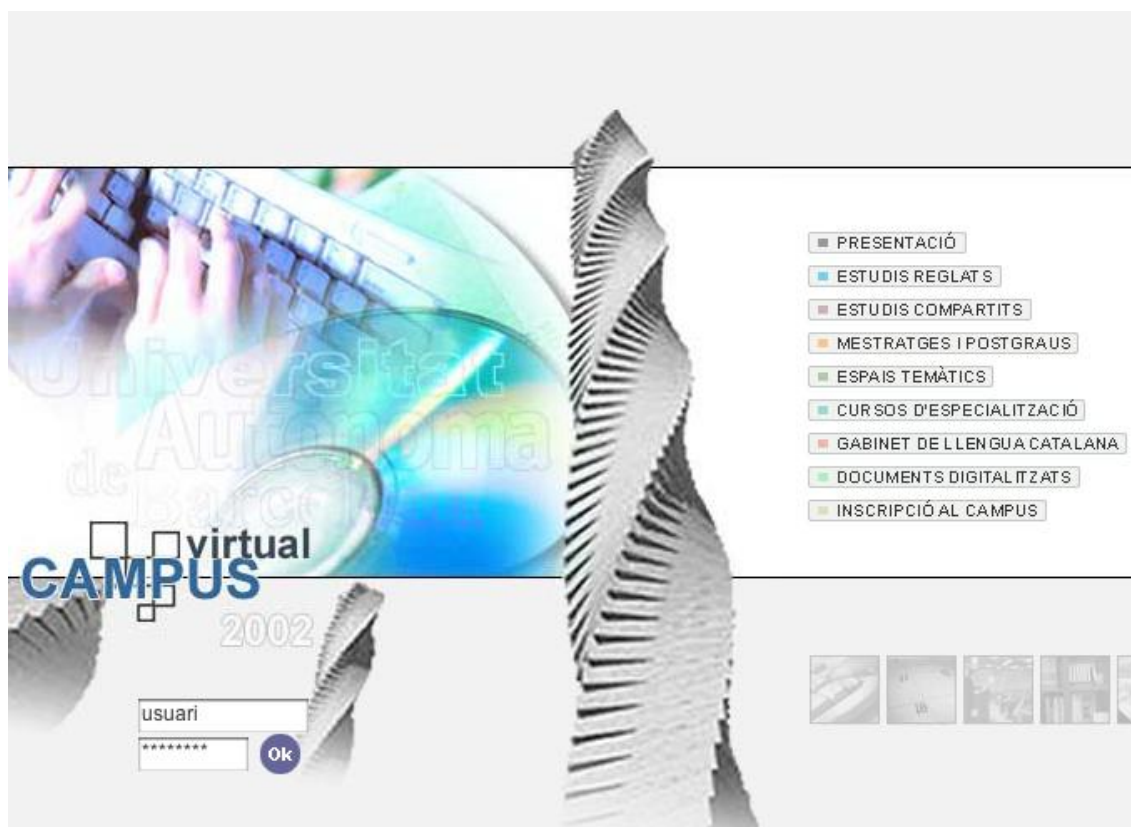 Universitat
Autònoma
de
Barcelona
virtual
CAMPUS
2002
usuari
********
Ok
PRESENTACIÓ
ESTUDIS REGLATS
ESTUDIS COMPARTITS
MESTRATGES I POSTGRAUS
ESPAIS TEMÀTICS
CURSOS D'ESPECIALITZACIÓ
GABINET DE LLENGUA CATALANA
DOCUMENTS DIGITALITZATS
INSCRIPCIÓ AL CAMPUS